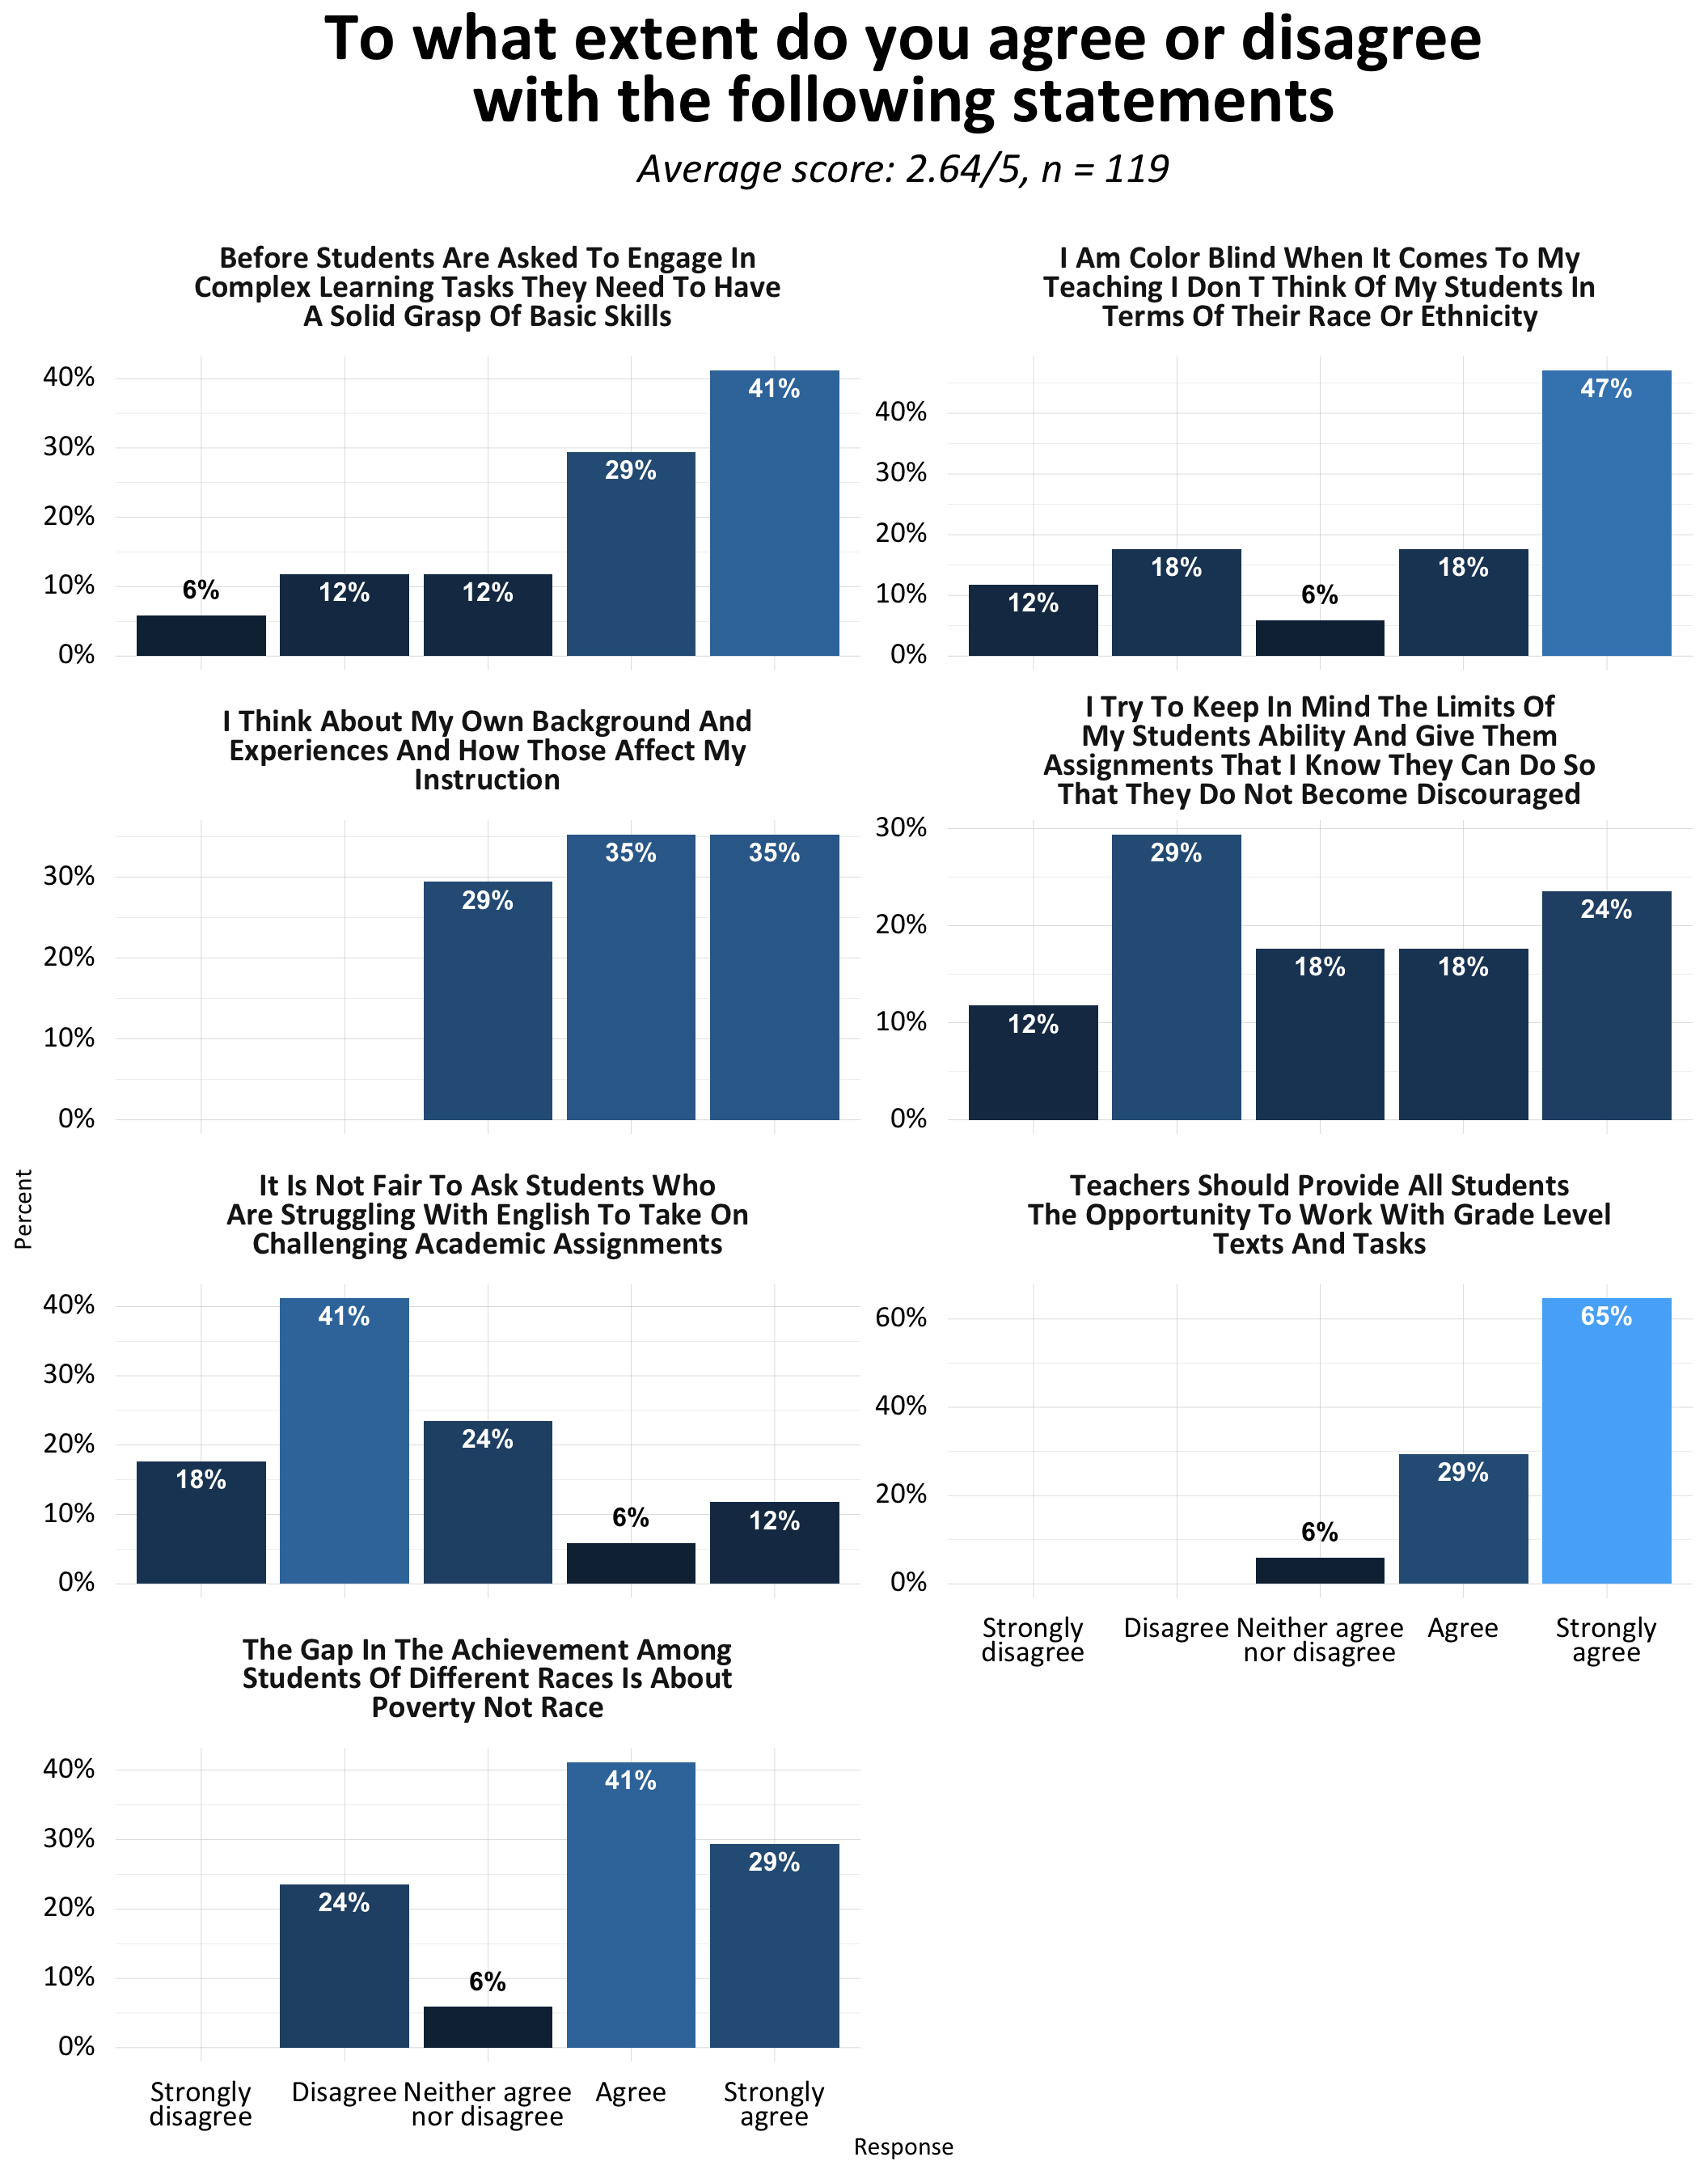 To what extent do you agree or disagree
with the following statements
Average score: 2.64/5, n = 119
Before Students Are Asked To Engage In
Complex Learning Tasks They Need To Have
A Solid Grasp Of Basic Skills
40%
30%
20%
10%
0%
6%
12%
12%
29%
41%
I Am Color Blind When It Comes To My
Teaching I Don T Think Of My Students In
Terms Of Their Race Or Ethnicity
40%
30%
20%
10%
0%
12%
18%
6%
18%
47%
I Think About My Own Background And
Experiences And How Those Affect My
Instruction
30%
20%
10%
0%
29%
35%
35%
I Try To Keep In Mind The Limits Of
My Students Ability And Give Them
Assignments That I Know They Can Do So
That They Do Not Become Discouraged
30%
20%
10%
0%
12%
29%
18%
18%
24%
Percent
It Is Not Fair To Ask Students Who
Are Struggling With English To Take On
Challenging Academic Assignments
40%
30%
20%
10%
0%
18%
41%
24%
6%
12%
Teachers Should Provide All Students
The Opportunity To Work With Grade Level
Texts And Tasks
60%
40%
20%
0%
6%
29%
65%
Strongly
disagree
Disagree
Neither agree
nor disagree
Agree
Strongly
agree
The Gap In The Achievement Among
Students Of Different Races Is About
Poverty Not Race
40%
30%
20%
10%
0%
24%
6%
41%
29%
Strongly
disagree
Disagree
Neither agree
nor disagree
Agree
Strongly
agree
Response